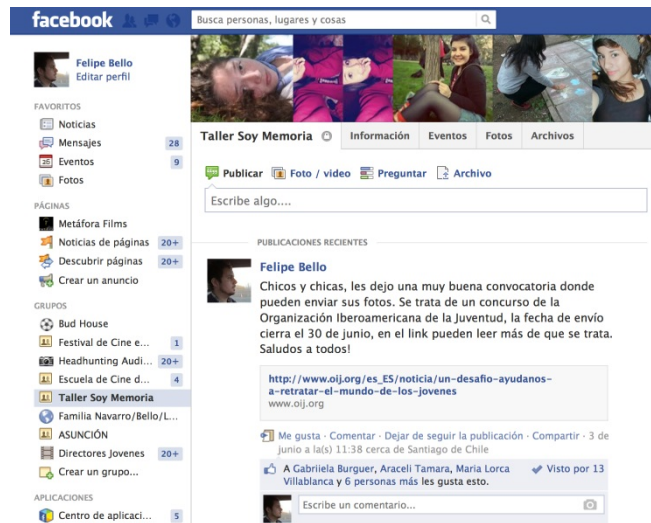 facebook
Busca personas, lugares y cosas
Felipe Bello
Editar perfil
FAVORITOS
Noticias
Mensajes 28
Eventos 9
Fotos
PÁGINAS
Metáfora Films
Noticias de páginas 20+
Descubrir páginas 20+
Crear un anuncio
GRUPOS
Bud House
Festival de Cine e... 1
Headhunting Audi... 20+
Escuela de Cine d... 4
Taller Soy Memoria
Familia Navarro/Bello/L...
ASUNCIÓN
Directores Jovenes 20+
Crear un grupo...
APLICACIONES
Centro de aplicaci... 5
Taller Soy Memoria Información Eventos Fotos Archivos
Publicar Foto / video Preguntar Archivo
Escribe algo....
PUBLICACIONES RECIENTES
Felipe Bello
Chicos y chicas, les dejo una muy buena convocatoria donde
pueden enviar sus fotos. Se trata de un concurso de la
Organización Iberoamericana de la Juventud, la fecha de envío
cierra el 30 de junio, en el link pueden leer más de que se trata.
Saludos a todos!
http://www.oij.org/es_ES/noticia/un-desafio-ayudanos-
a-retratar-el-mundo-de-los-jovenes
www.oij.org
Me gusta · Comentar · Dejar de seguir la publicación · Compartir · 3 de
junio a la(s) 11:38 cerca de Santiago de Chile
A Gabriiela Burguer, Araceli Tamara, Maria Lorca Visto por 13
Villablanca y 6 personas más les gusta esto.
Escribe un comentario...